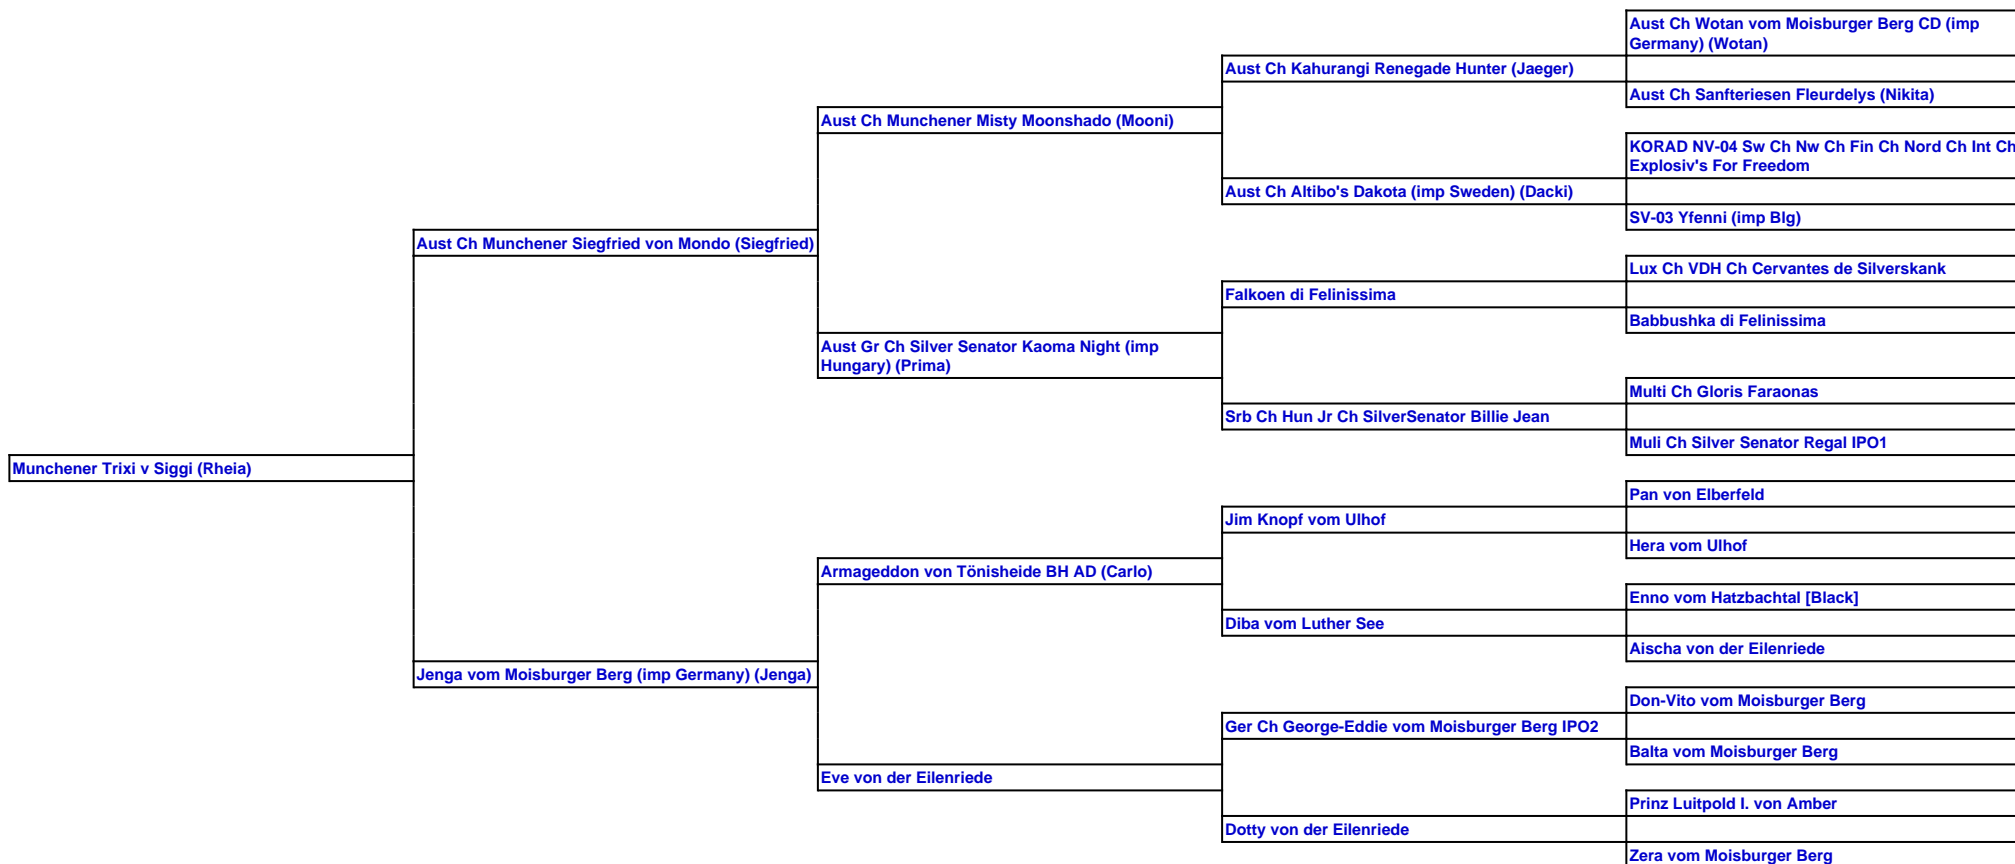 Aust Ch Wotan vom Moisburger Berg CD (imp
Germany) (Wotan)
Aust Ch Kahurangi Renegade Hunter (Jaeger)
Aust Ch Sanfteriesen Fleurdelys (Nikita)
Aust Ch Munchener Misty Moonshado (Mooni)
KORAD NV-04 Sw Ch Nw Ch Fin Ch Nord Ch Int Ch
Explosiv's For Freedom
Aust Ch Altibo's Dakota (imp Sweden) (Dacki)
SV-03 Yfenni (imp Blg)
Aust Ch Munchener Siegfried von Mondo (Siegfried)
Lux Ch VDH Ch Cervantes de Silverskank
Falkoen di Felinissima
Babbushka di Felinissima
Aust Gr Ch Silver Senator Kaoma Night (imp
Hungary) (Prima)
Multi Ch Gloris Faraonas
Srb Ch Hun Jr Ch SilverSenator Billie Jean
Muli Ch Silver Senator Regal IPO1
Munchener Trixi v Siggi (Rheia)
Pan von Elberfeld
Jim Knopf vom Ulhof
Hera vom Ulhof
Armageddon von Tönisheide BH AD (Carlo)
Enno vom Hatzbachtal [Black]
Diba vom Luther See
Aischa von der Eilenriede
Jenga vom Moisburger Berg (imp Germany) (Jenga)
Don-Vito vom Moisburger Berg
Ger Ch George-Eddie vom Moisburger Berg IPO2
Balta vom Moisburger Berg
Eve von der Eilenriede
Prinz Luitpold I. von Amber
Dotty von der Eilenriede
Zera vom Moisburger Berg